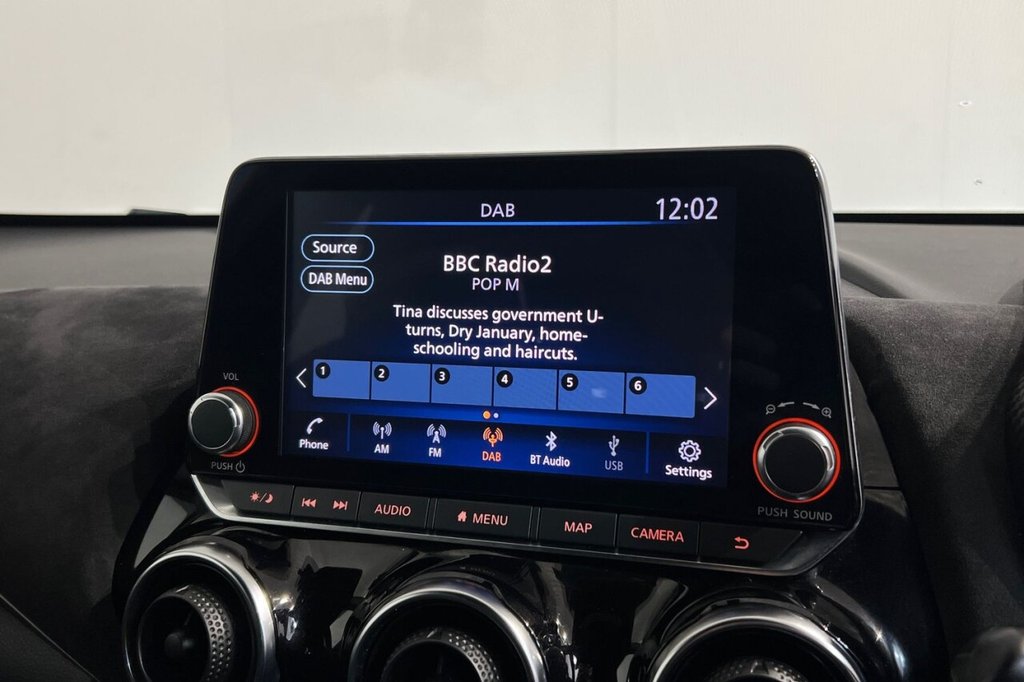 DAB 12:02
Source
DAB Menu
BBC Radio2
POP M
Tina discusses government U-
turns, Dry January, home-
schooling and haircuts.
1 2 3 4 5 6
Phone AM FM DAB BT Audio USB Settings
VOL
PUSH
PUSH SOUND
AUDIO MENU MAP CAMERA